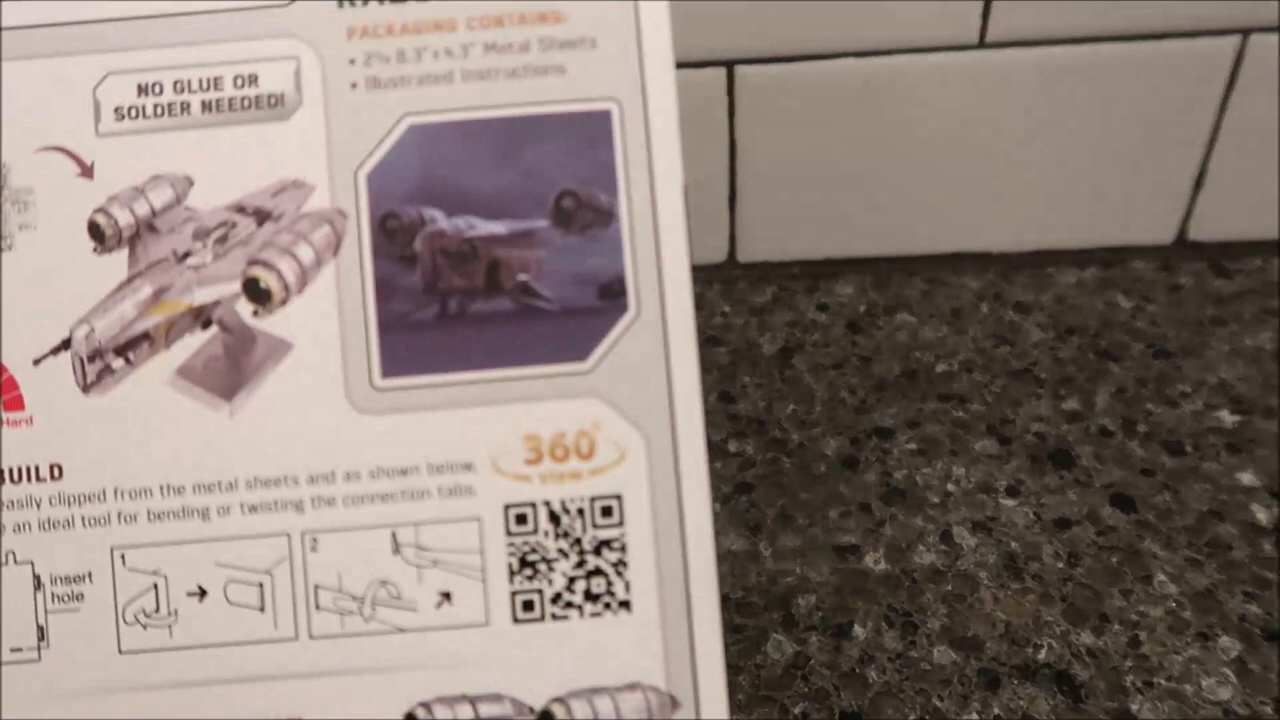 PACKAGING CONTAINS:
• 2½ 8.3" x 4.3" Metal Sheets
• Illustrated Instructions
NO GLUE OR
SOLDER NEEDED!
Hard
360°
VIEW
BUILD
easily clipped from the metal sheets and as shown below.
an ideal tool for bending or twisting the connection tabs.
1
2
insert
hole